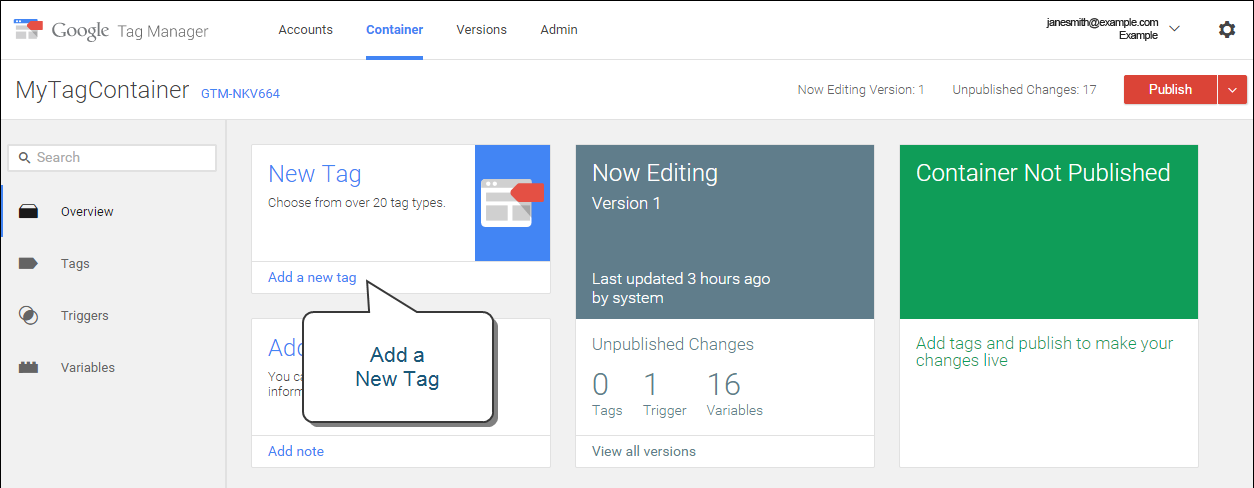 Google Tag Manager
Accounts
Container
Versions
Admin
janesmith@example.com
Example
MyTagContainer GTM-NKV664
Now Editing Version: 1
Unpublished Changes: 17
Publish
Search
Overview
Tags
Triggers
Variables
New Tag
Choose from over 20 tag types.
Add a new tag
Add a
New Tag
Add
You ca
inform
Add note
Now Editing
Version 1
Last updated 3 hours ago
by system
Unpublished Changes
0 1 16
Tags Trigger Variables
View all versions
Container Not Published
Add tags and publish to make your
changes live